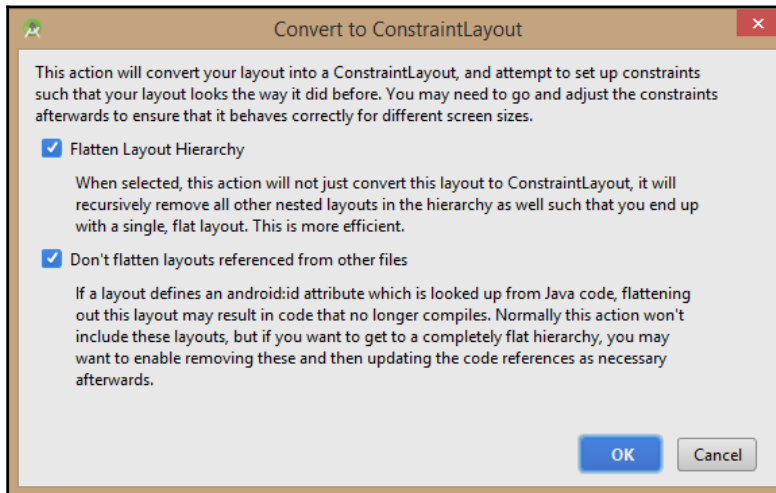 Convert to ConstraintLayout
This action will convert your layout into a ConstraintLayout, and attempt to set up constraints
such that your layout looks the way it did before. You may need to go and adjust the constraints
afterwards to ensure that it behaves correctly for different screen sizes.
Flatten Layout Hierarchy
When selected, this action will not just convert this layout to ConstraintLayout, it will
recursively remove all other nested layouts in the hierarchy as well such that you end up
with a single, flat layout. This is more efficient.
Don't flatten layouts referenced from other files
If a layout defines an android:id attribute which is looked up from Java code, flattening
out this layout may result in code that no longer compiles. Normally this action won't
include these layouts, but if you want to get to a completely flat hierarchy, you may
want to enable removing these and then updating the code references as necessary
afterwards.
OK
Cancel